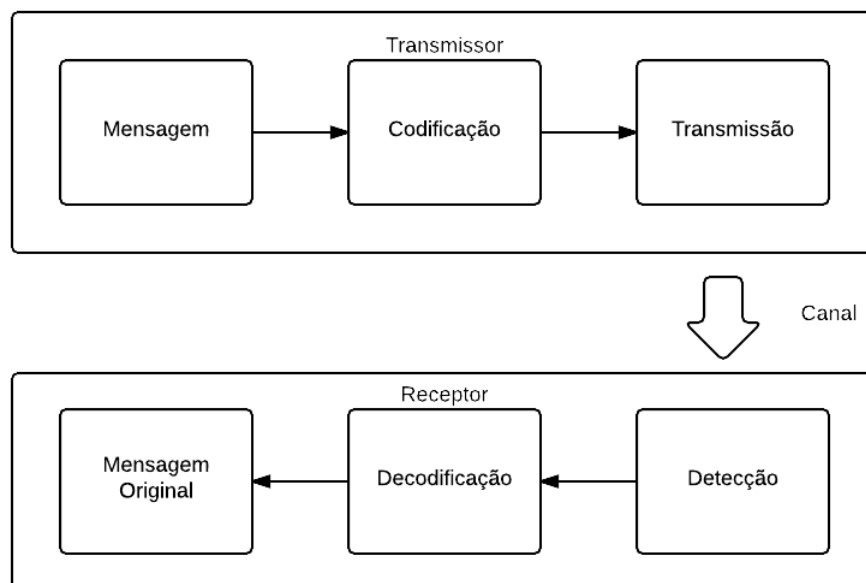 Transmissor
Mensagem
Codificação
Transmissão
Canal
Receptor
Mensagem
Original
Decodificação
Detecção